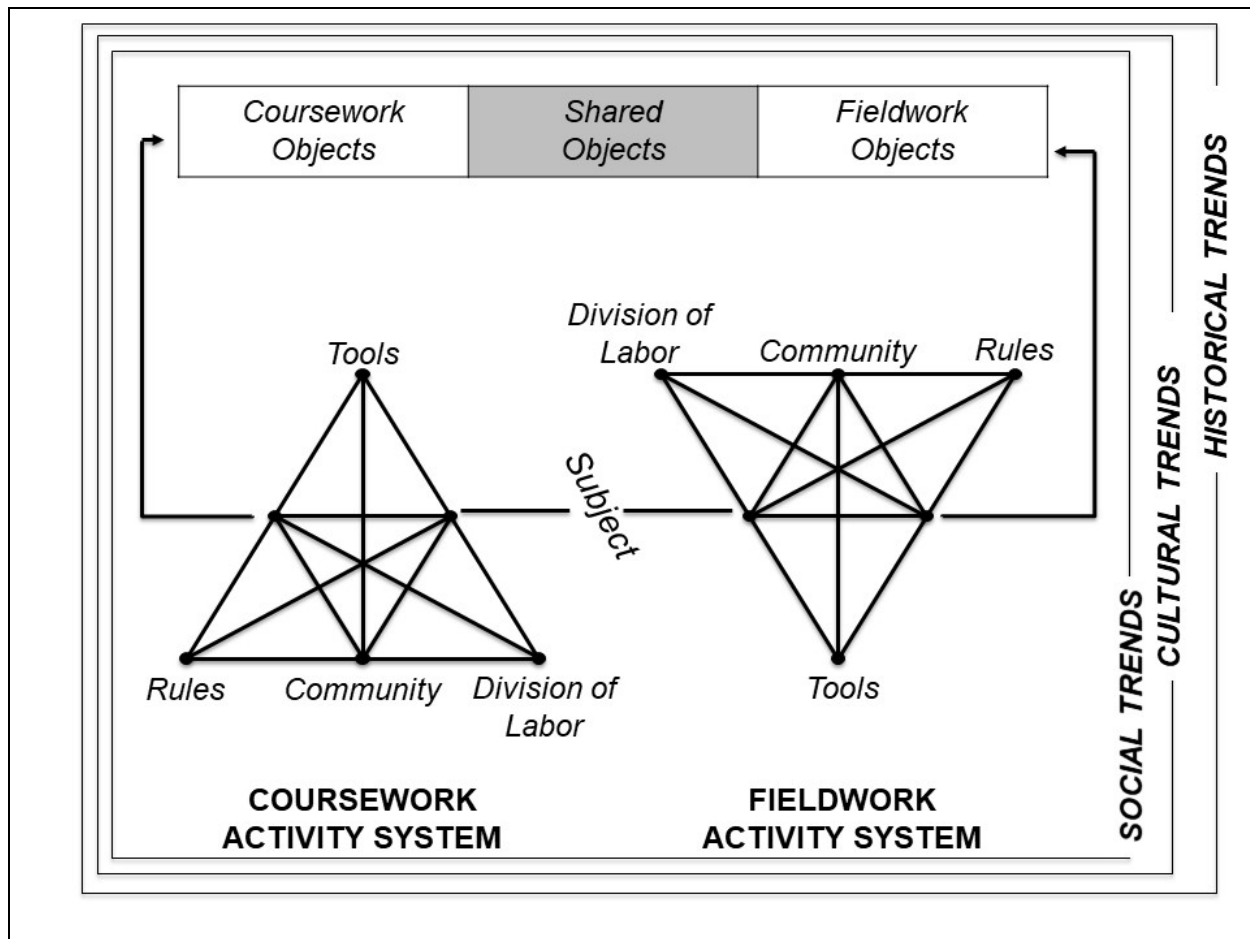 Coursework
Objects
Shared
Objects
Fieldwork
Objects
Tools
Rules
Community
Division of
Labor
Subject
Division of
Labor
Community
Rules
Tools
COURSEWORK
ACTIVITY SYSTEM
FIELDWORK
ACTIVITY SYSTEM
SOCIAL TRENDS
CULTURAL TRENDS
HISTORICAL TRENDS